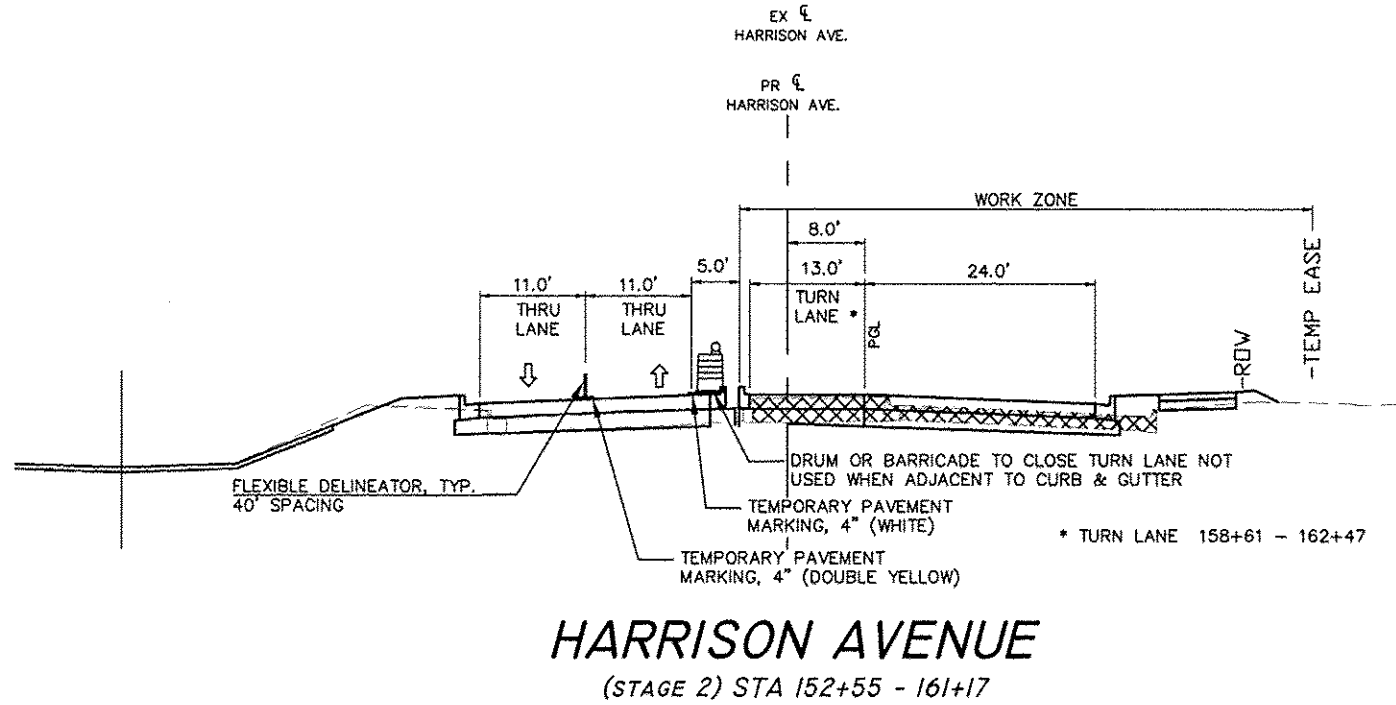 EX ℄
HARRISON AVE.
PR ℄
HARRISON AVE.
WORK ZONE
8.0'
5.0'
13.0'
24.0'
11.0'
11.0'
TURN
LANE *
THRU
LANE
THRU
LANE
PGL
ROW
TEMP EASE
DRUM OR BARRICADE TO CLOSE TURN LANE NOT
USED WHEN ADJACENT TO CURB & GUTTER
FLEXIBLE DELINEATOR, TYP.
40' SPACING
TEMPORARY PAVEMENT
MARKING, 4" (WHITE)
* TURN LANE 158+61 - 162+47
TEMPORARY PAVEMENT
MARKING, 4" (DOUBLE YELLOW)
HARRISON AVENUE
(STAGE 2) STA 152+55 - 161+17